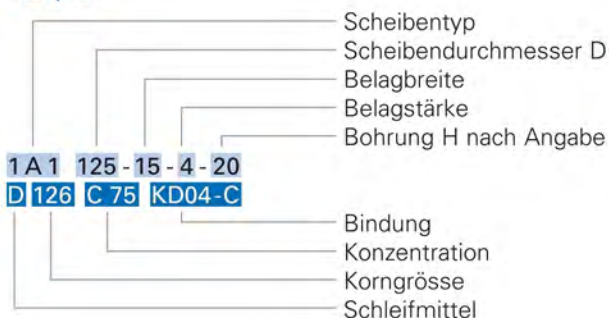 Scheibentyp
Scheibendurchmesser D
Belagbreite
Belagstärke
Bohrung H nach Angabe
1 A 1 125 - 15 - 4 - 20
D 126 C 75 KD04-C
Bindung
Konzentration
Korngrösse
Schleifmittel